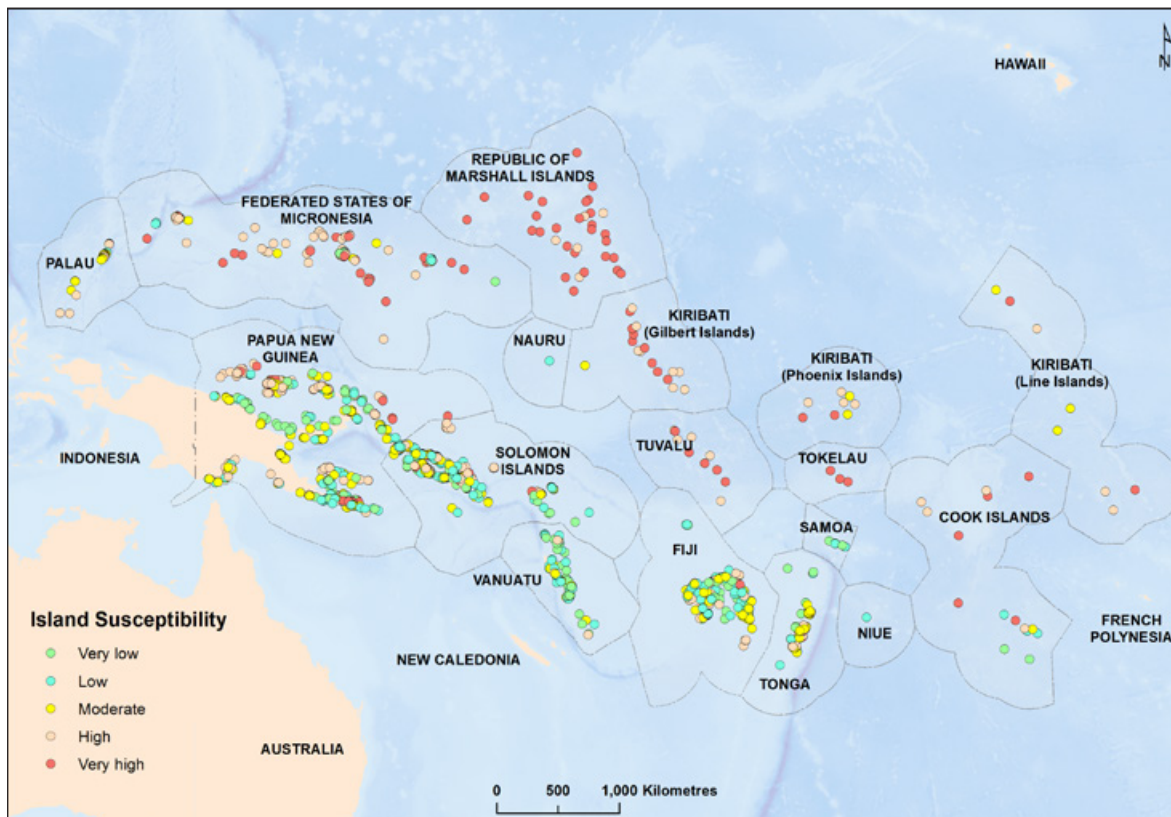 HAWAII
N
REPUBLIC OF
MARSHALL ISLANDS
FEDERATED STATES OF
MICRONESIA
PALAU
KIRIBATI
(Gilbert Islands)
NAURU
PAPUA NEW
GUINEA
KIRIBATI
(Phoenix Islands)
KIRIBATI
(Line Islands)
INDONESIA
SOLOMON
ISLANDS
TUVALU
TOKELAU
COOK ISLANDS
SAMOA
FIJI
VANUATU
NIUE
FRENCH
POLYNESIA
NEW CALEDONIA
TONGA
AUSTRALIA
Island Susceptibility
Very low
Low
Moderate
High
Very high
0 500 1,000 Kilometres